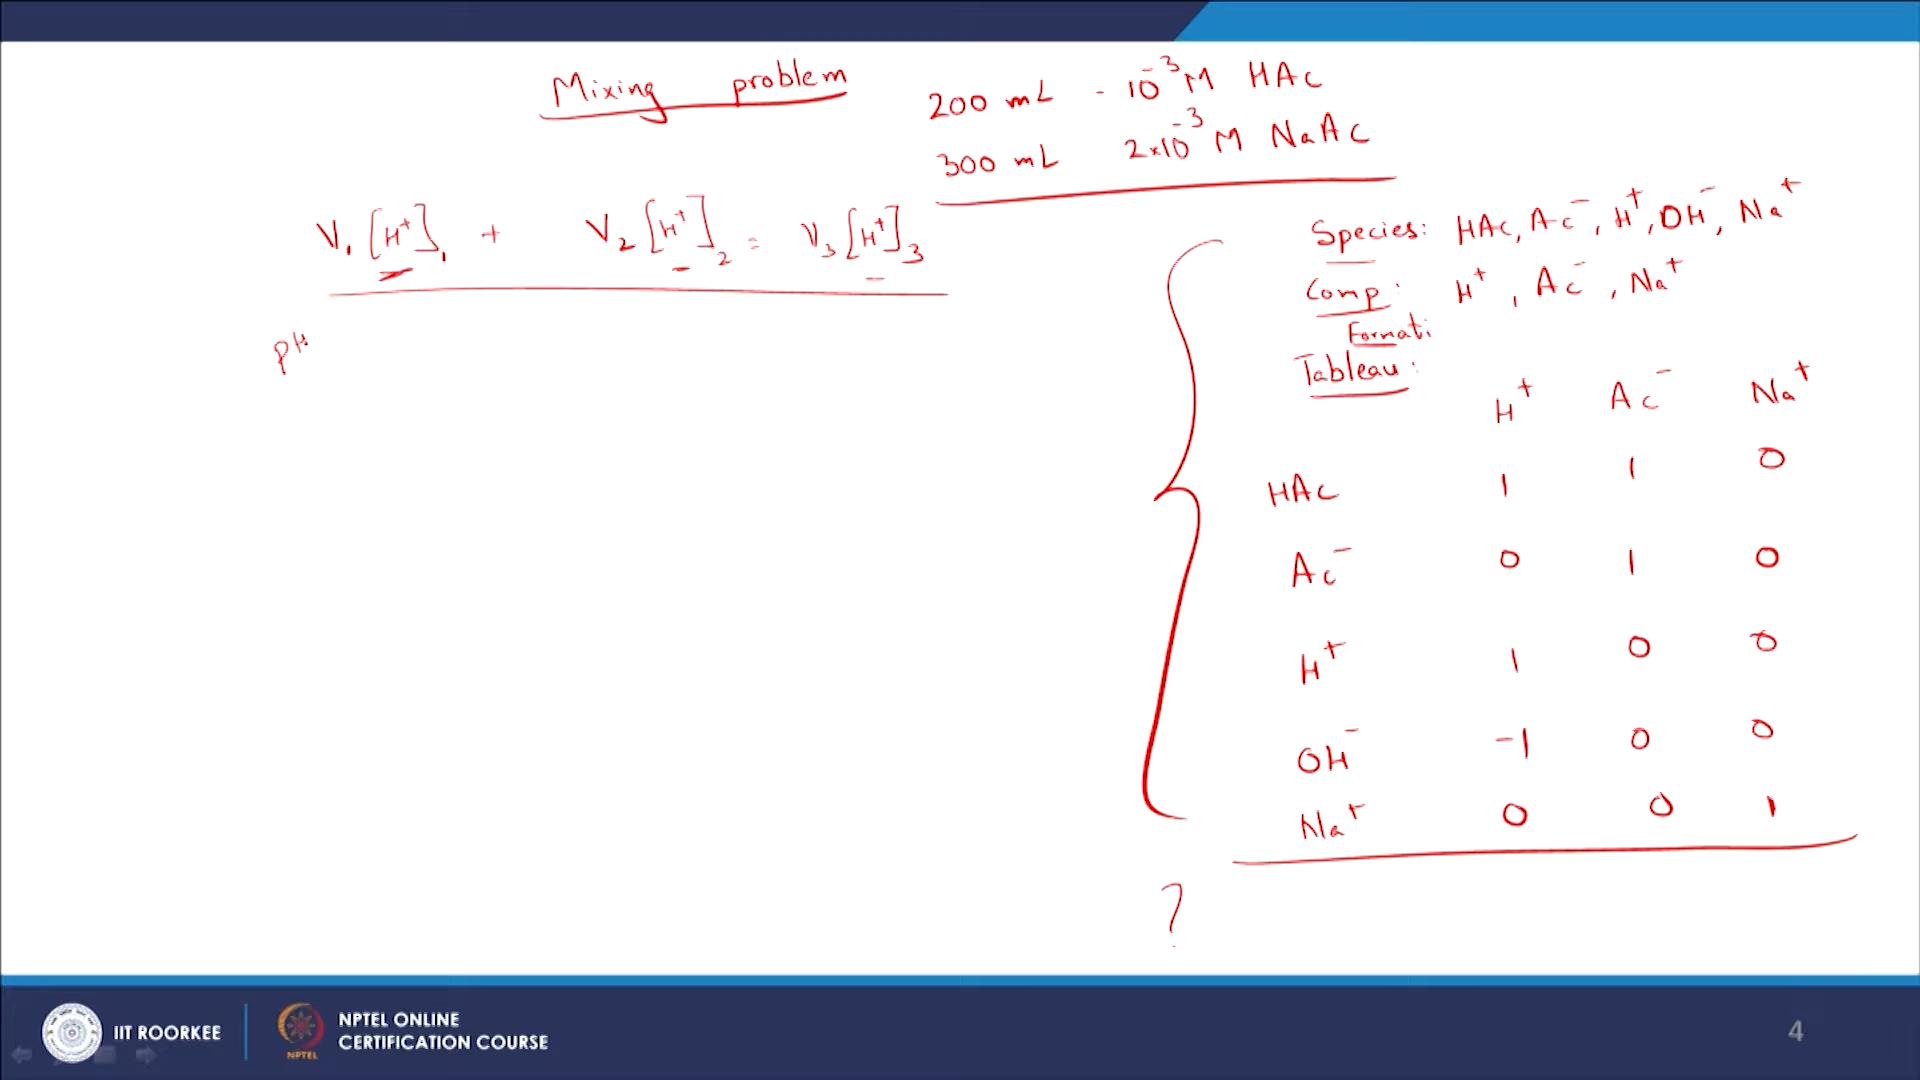 Mixing problem
200 mL - 10⁻³ M HAc
300 mL 2×10⁻³ M NaAc
V₁[H⁺]₁ + V₂[H⁺]₂ = V₃[H⁺]₃
pH
Species: HAc, Ac⁻, H⁺, OH⁻, Na⁺
Comp: H⁺, Ac⁻, Na⁺
Formati:
Tableau:
H⁺ Ac⁻ Na⁺
HAc 1 1 0
Ac⁻ 0 1 0
H⁺ 1 0 0
OH⁻ -1 0 0
Na⁺ 0 0 1
?
IIT ROORKEE
NPTEL
NPTEL ONLINE
CERTIFICATION COURSE
4